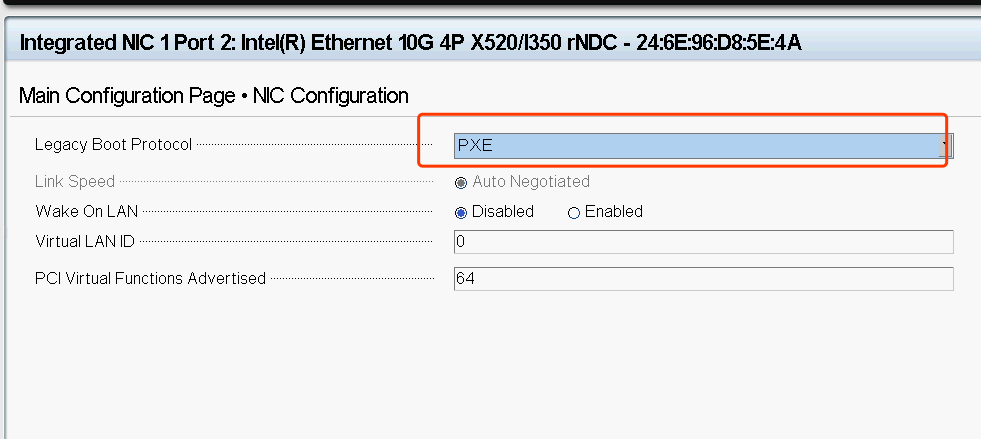 Integrated NIC 1 Port 2: Intel(R) Ethernet 10G 4P X520/I350 rNDC - 24:6E:96:D8:5E:4A
Main Configuration Page • NIC Configuration
Legacy Boot Protocol PXE
Link Speed Auto Negotiated
Wake On LAN Disabled Enabled
Virtual LAN ID 0
PCI Virtual Functions Advertised 64